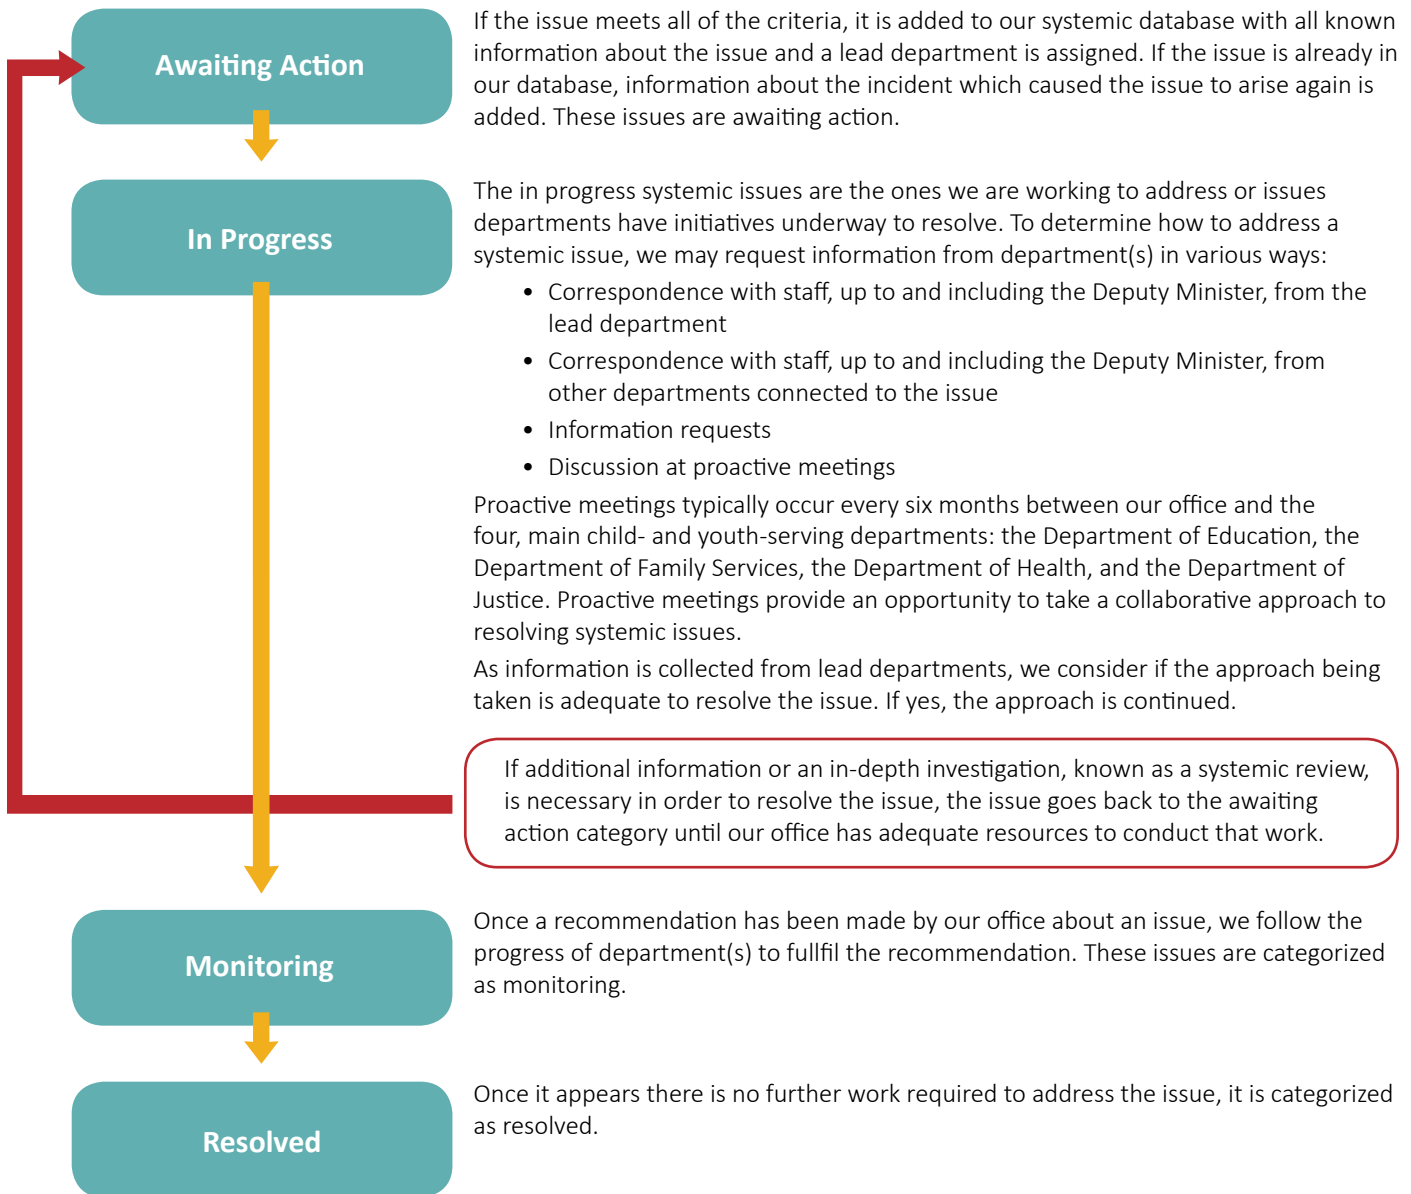 Awaiting Action
If the issue meets all of the criteria, it is added to our systemic database with all known
information about the issue and a lead department is assigned. If the issue is already in
our database, information about the incident which caused the issue to arise again is
added. These issues are awaiting action.
In Progress
The in progress systemic issues are the ones we are working to address or issues
departments have initiatives underway to resolve. To determine how to address a
systemic issue, we may request information from department(s) in various ways:
• Correspondence with staff, up to and including the Deputy Minister, from the
lead department
• Correspondence with staff, up to and including the Deputy Minister, from
other departments connected to the issue
• Information requests
• Discussion at proactive meetings
Proactive meetings typically occur every six months between our office and the
four, main child- and youth-serving departments: the Department of Education, the
Department of Family Services, the Department of Health, and the Department of
Justice. Proactive meetings provide an opportunity to take a collaborative approach to
resolving systemic issues.
As information is collected from lead departments, we consider if the approach being
taken is adequate to resolve the issue. If yes, the approach is continued.
If additional information or an in-depth investigation, known as a systemic review,
is necessary in order to resolve the issue, the issue goes back to the awaiting
action category until our office has adequate resources to conduct that work.
Monitoring
Once a recommendation has been made by our office about an issue, we follow the
progress of department(s) to fullfil the recommendation. These issues are categorized
as monitoring.
Resolved
Once it appears there is no further work required to address the issue, it is categorized
as resolved.